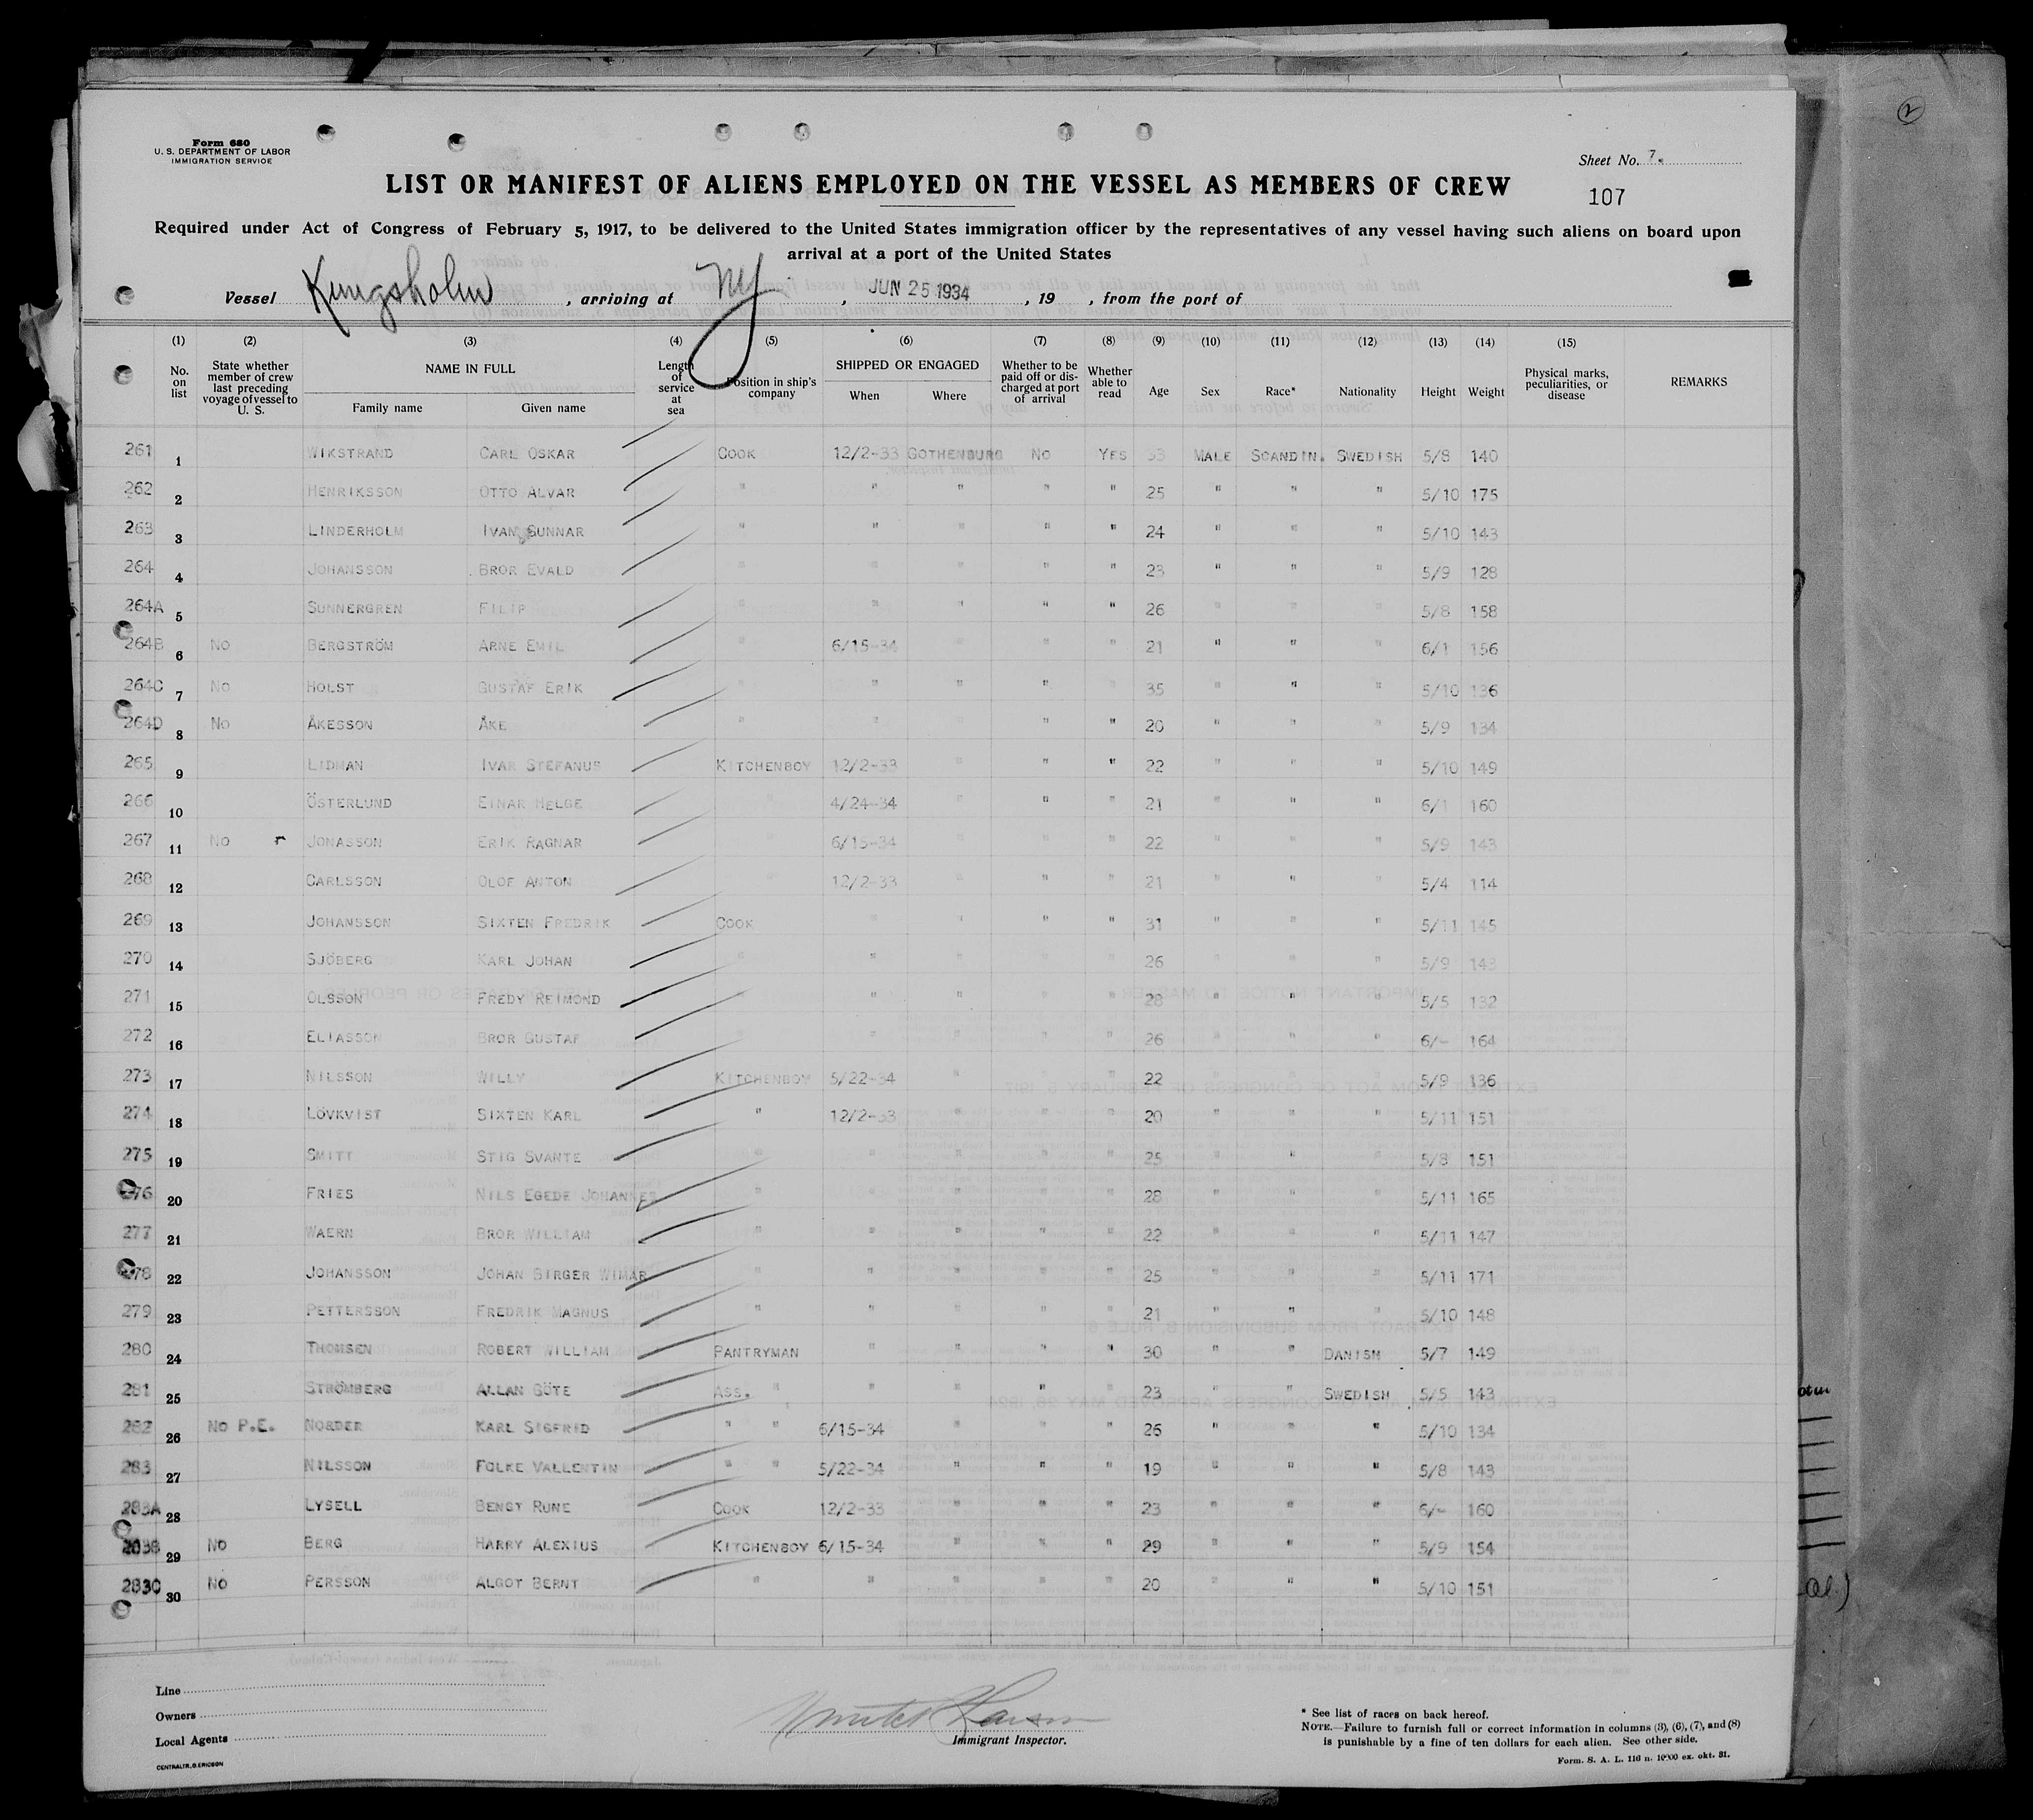 Form 680
U. S. DEPARTMENT OF LABOR
IMMIGRATION SERVICE
Sheet No. 7.
LIST OR MANIFEST OF ALIENS EMPLOYED ON THE VESSEL AS MEMBERS OF CREW
107
Required under Act of Congress of February 5, 1917, to be delivered to the United States immigration officer by the representatives of any vessel having such aliens on board upon
arrival at a port of the United States
Vessel Kungsholm, arriving at NY, JUN 25 1934, 19 , from the port of
(1) (2) (3) (4) (5) (6) (7) (8) (9) (10) (11) (12) (13) (14) (15)
No. on list State whether member of crew last preceding voyage of vessel to U. S. NAME IN FULL Family name Given name Length of service at sea Position in ship's company SHIPPED OR ENGAGED When Where Whether to be paid off or discharged at port of arrival Whether able to read Age Sex Race* Nationality Height Weight Physical marks, peculiarities, or disease REMARKS
261 1 WIKSTRAND CARL OSKAR COOK 12/2-33 GOTHENBURG NO YES 33 MALE SCANDIN. SWEDISH 5/8 140
262 2 HENRIKSSON OTTO ALVAR " " " " " 25 " " " 5/10 175
263 3 LINDERHOLM IVAN GUNNAR " " " " " 24 " " " 5/10 143
264 4 JOHANSSON BROR EVALD " " " " " 23 " " " 5/9 128
264A 5 SUNNERGREN FILIP " " " " " 26 " " " 5/8 158
264B 6 NO BERGSTRÖM ARNE EMIL " 6/15-34 " " " 21 " " " 6/1 156
264C 7 NO HOLST GUSTAF ERIK " " " " " 35 " " " 5/10 136
264D 8 NO ÅKESSON ÅKE " " " " " 20 " " " 5/9 134
265 9 LIDMAN IVAR STEFANUS KITCHENBOY 12/2-33 " " " 22 " " " 5/10 149
266 10 ÖSTERLUND EINAR HELGE " 4/24-34 " " " 21 " " " 6/1 160
267 11 NO r JONASSON ERIK RAGNAR " 6/15-34 " " " 22 " " " 5/9 143
268 12 CARLSSON OLOF ANTON " 12/2-33 " " " 21 " " " 5/4 114
269 13 JOHANSSON SIXTEN FREDRIK COOK " " " " 31 " " " 5/11 145
270 14 SJÖBERG KARL JOHAN " " " " " 26 " " " 5/9 143
271 15 OLSSON FREDY REIMOND " " " " " 28 " " " 5/5 132
272 16 ELIASSON BROR GUSTAF " " " " " 26 " " " 6/- 164
273 17 NILSSON WILLY KITCHENBOY 5/22-34 " " " 22 " " " 5/9 136
274 18 LÖVKVIST SIXTEN KARL " 12/2-33 " " " 20 " " " 5/11 151
275 19 SMITT STIG SVANTE " " " " " 25 " " " 5/8 151
276 20 FRIES NILS EGEDE JOHANNES " " " " " 28 " " " 5/11 165
277 21 WAERN BROR WILLIAM " " " " " 22 " " " 5/11 147
278 22 JOHANSSON JOHAN BIRGER WIMAR " " " " " 25 " " " 5/11 171
279 23 PETTERSSON FREDRIK MAGNUS " " " " " 21 " " " 5/10 148
280 24 THOMSEN ROBERT WILLIAM PANTRYMAN " " " " 30 " " DANISH 5/7 149
281 25 STRÖMBERG ALLAN GÖTE ASS. " " " " " 23 " " SWEDISH 5/5 143
282 26 NO P.E. NORDER KARL SIGFRID " " 6/15-34 " " " 26 " " " 5/10 134
283 27 NILSSON FOLKE VALLENTIN " " 5/22-34 " " " 19 " " " 5/8 143
283A 28 LYSELL BENGT RUNE COOK 12/2-33 " " " 23 " " " 6/- 160
283B 29 NO BERG HARRY ALEXIUS KITCHENBOY 6/15-34 " " " 29 " " " 5/9 154
283C 30 NO PERSSON ALGOT BERNT " " " " " 20 " " " 5/10 151
Line
Owners
Local Agents
CENTRALTR. G. ERICSON
Immigrant Inspector.
* See list of races on back hereof.
NOTE.—Failure to furnish full or correct information in columns (3), (6), (7), and (8)
is punishable by a fine of ten dollars for each alien. See other side.
Form. S. A. L. 116 n. 10000 ex. okt. 31.